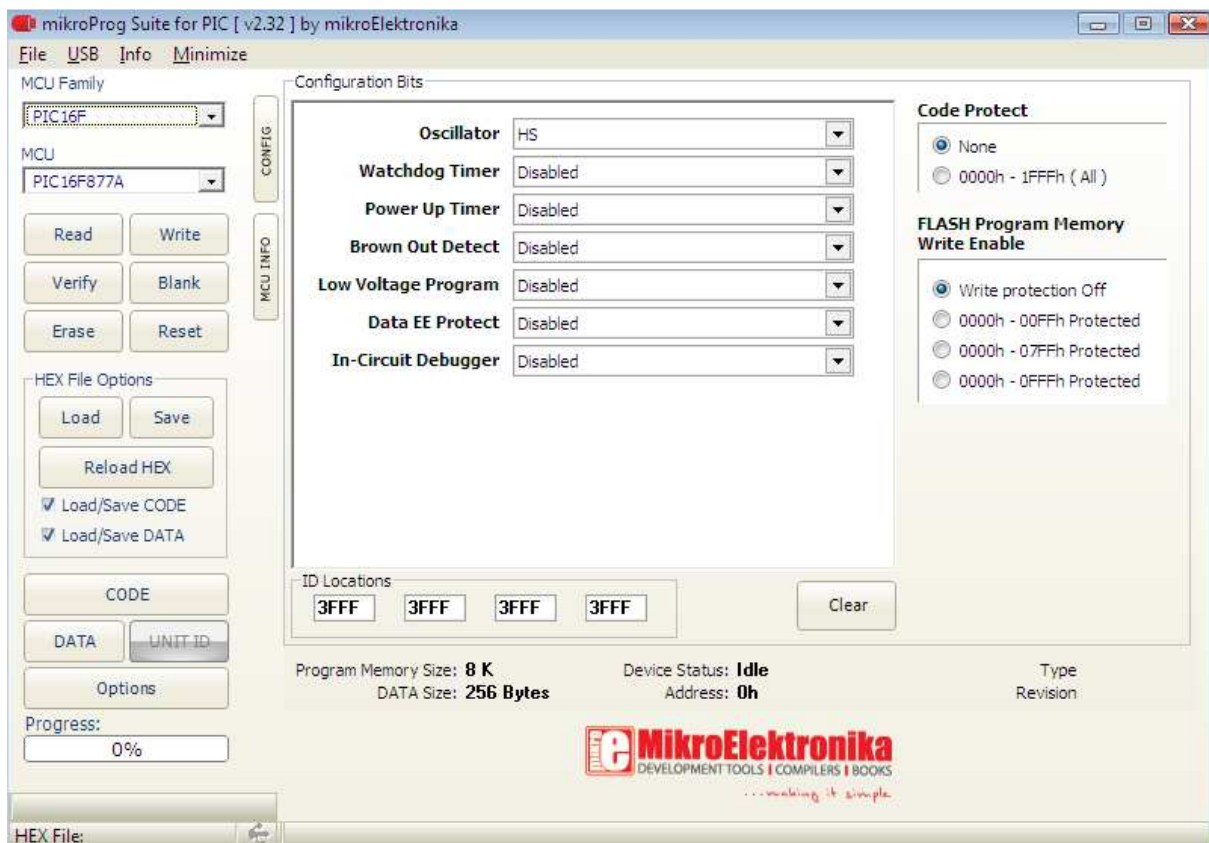 mikroProg Suite for PIC [ v2.32 ] by mikroElektronika
File USB Info Minimize
MCU Family
PIC16F
MCU
PIC16F877A
Read Write
Verify Blank
Erase Reset
HEX File Options
Load Save
Reload HEX
Load/Save CODE
Load/Save DATA
CODE
DATA UNIT ID
Options
Progress:
0%
HEX File:
CONFIG
MCU INFO
Configuration Bits
Oscillator HS
Watchdog Timer Disabled
Power Up Timer Disabled
Brown Out Detect Disabled
Low Voltage Program Disabled
Data EE Protect Disabled
In-Circuit Debugger Disabled
Code Protect
None
0000h - 1FFFh ( All )
FLASH Program Memory
Write Enable
Write protection Off
0000h - 00FFh Protected
0000h - 07FFh Protected
0000h - 0FFFh Protected
ID Locations
3FFF 3FFF 3FFF 3FFF
Clear
Program Memory Size: 8 K Device Status: Idle Type
DATA Size: 256 Bytes Address: 0h Revision
MikroElektronika
DEVELOPMENT TOOLS | COMPILERS | BOOKS
...making it simple